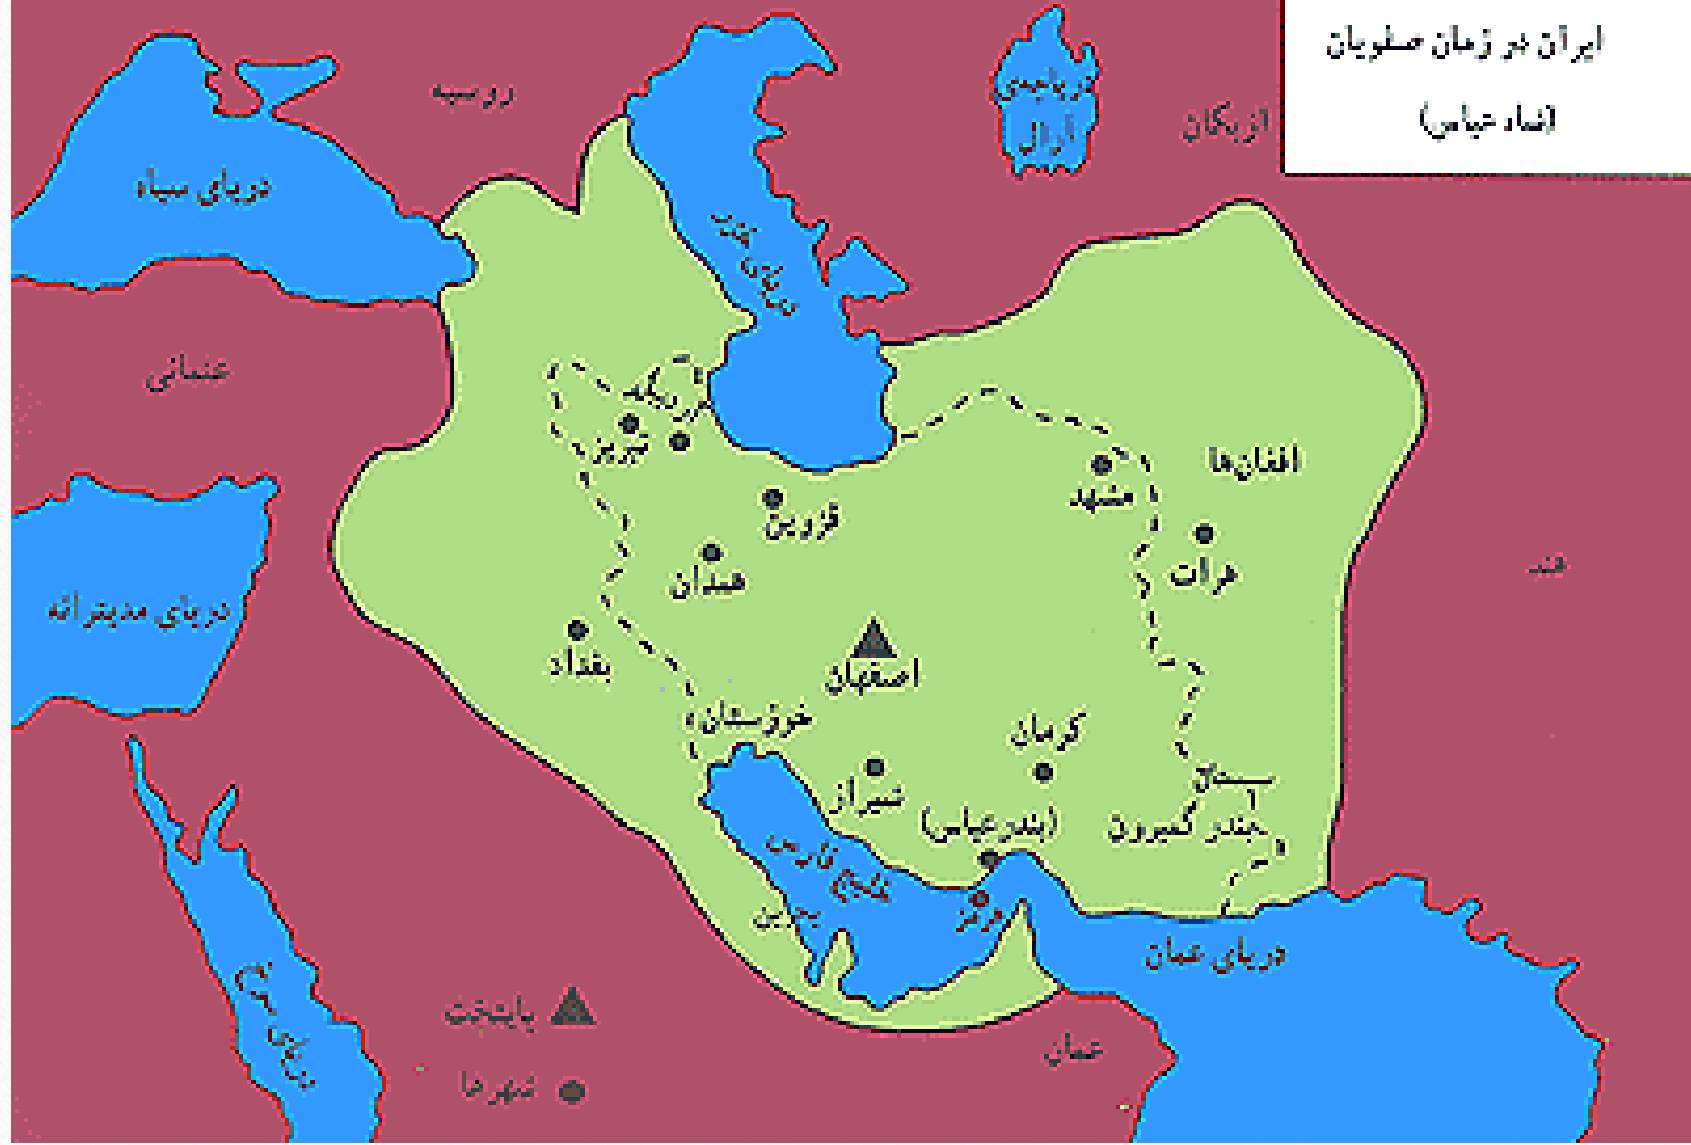 ایران در زمان صفویان
(شاه عباس)
روسیه
دریاچه‌ی
آرال
ازبکان
دریای سیاه
دریای خزر
عثمانی
تبریز
قزوین
همدان
مشهد
افغان‌ها
هرات
هند
دریای مدیترانه
بغداد
اصفهان
خوزستان
کرمان
شیراز
(بندرعباس)
بندر گمبرون
خلیج فارس
بحرین
هرمز
دریای عمان
دریای سرخ
عمان
پایتخت
شهرها